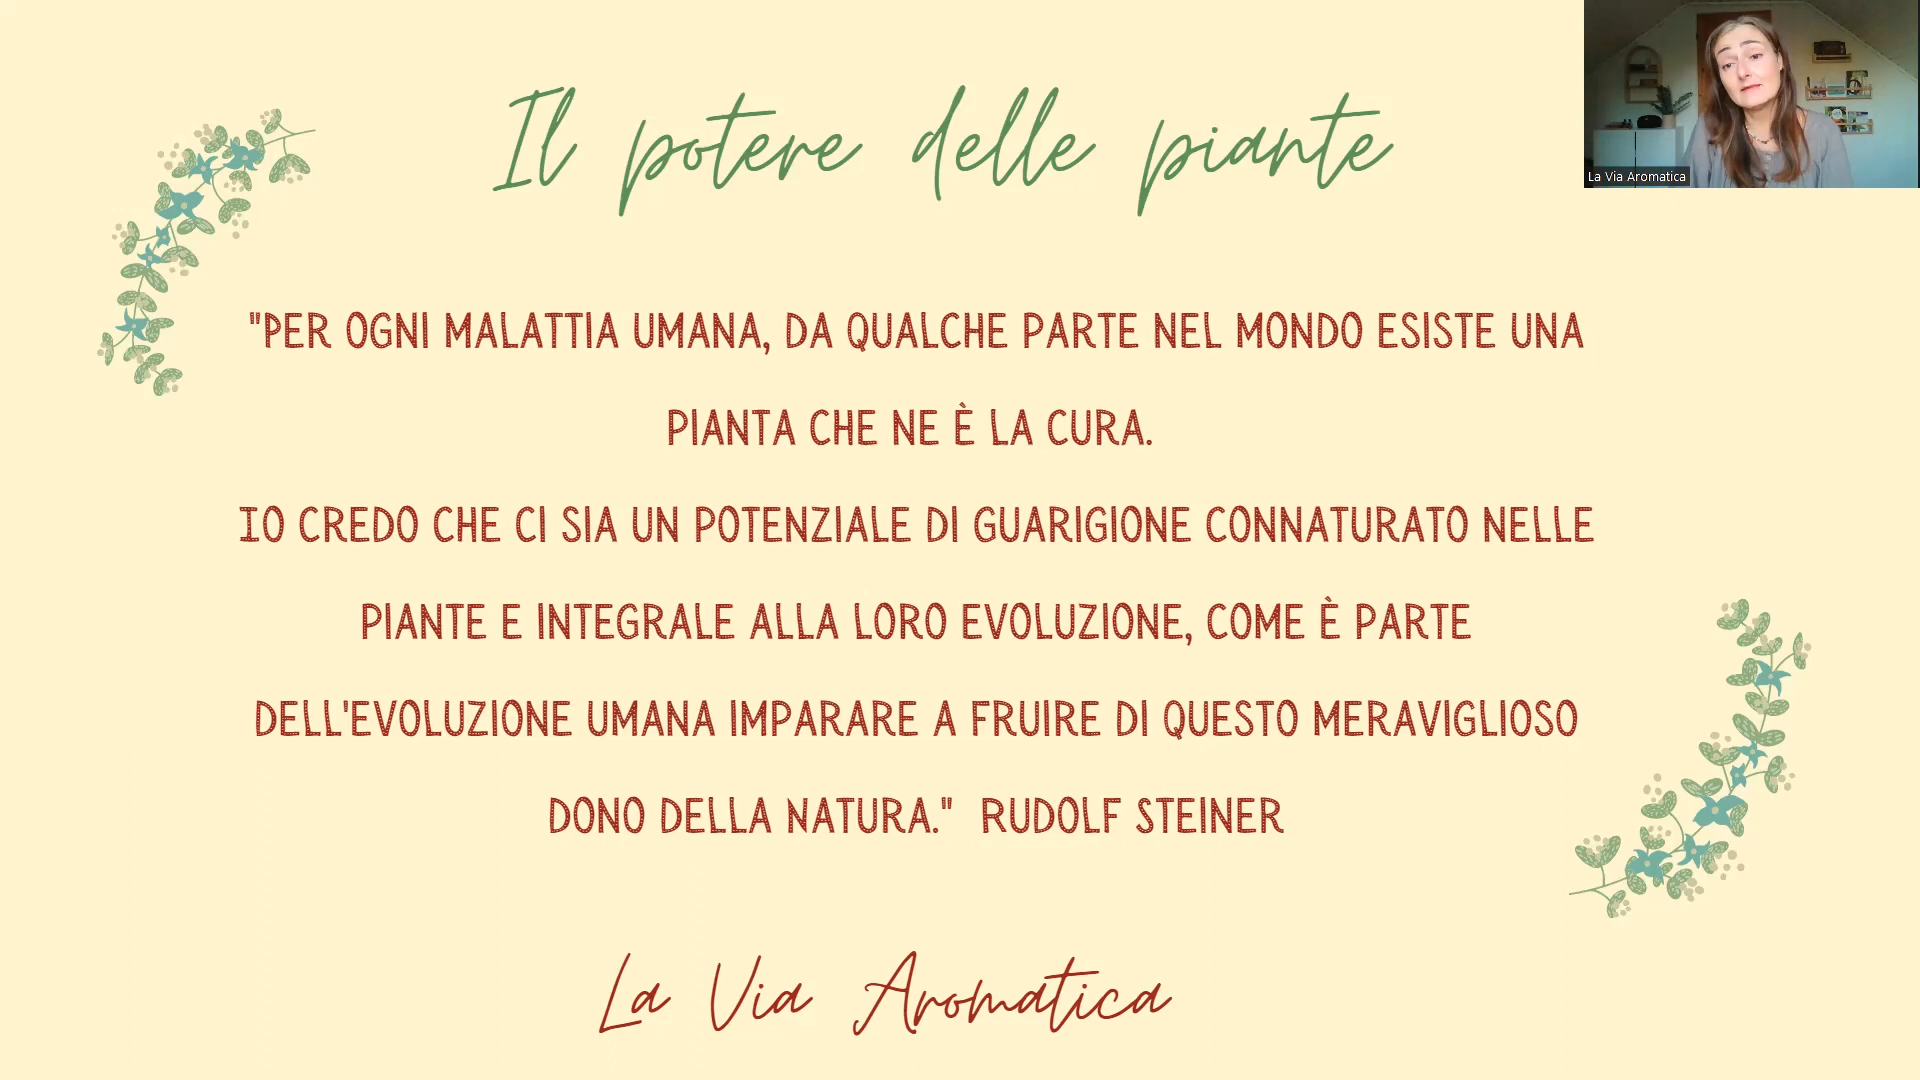 Il potere delle piante
La Via Aromatica
"PER OGNI MALATTIA UMANA, DA QUALCHE PARTE NEL MONDO ESISTE UNA
PIANTA CHE NE È LA CURA.
IO CREDO CHE CI SIA UN POTENZIALE DI GUARIGIONE CONNATURATO NELLE
PIANTE E INTEGRALE ALLA LORO EVOLUZIONE, COME È PARTE
DELL'EVOLUZIONE UMANA IMPARARE A FRUIRE DI QUESTO MERAVIGLIOSO
DONO DELLA NATURA." RUDOLF STEINER
La Via Aromatica